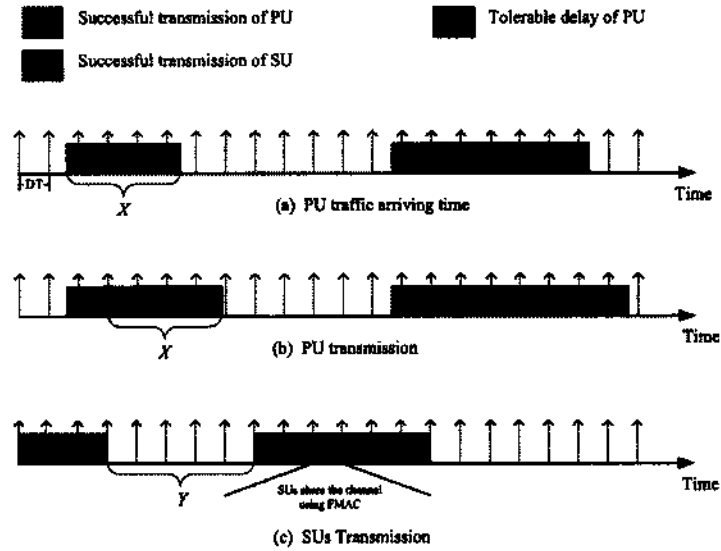 Successful transmission of PU
Tolerable delay of PU
Successful transmission of SU
DT
X
Time
(a) PU traffic arriving time
X
Time
(b) PU transmission
Y
SUs share the channel
using FMAC
Time
(c) SUs Transmission